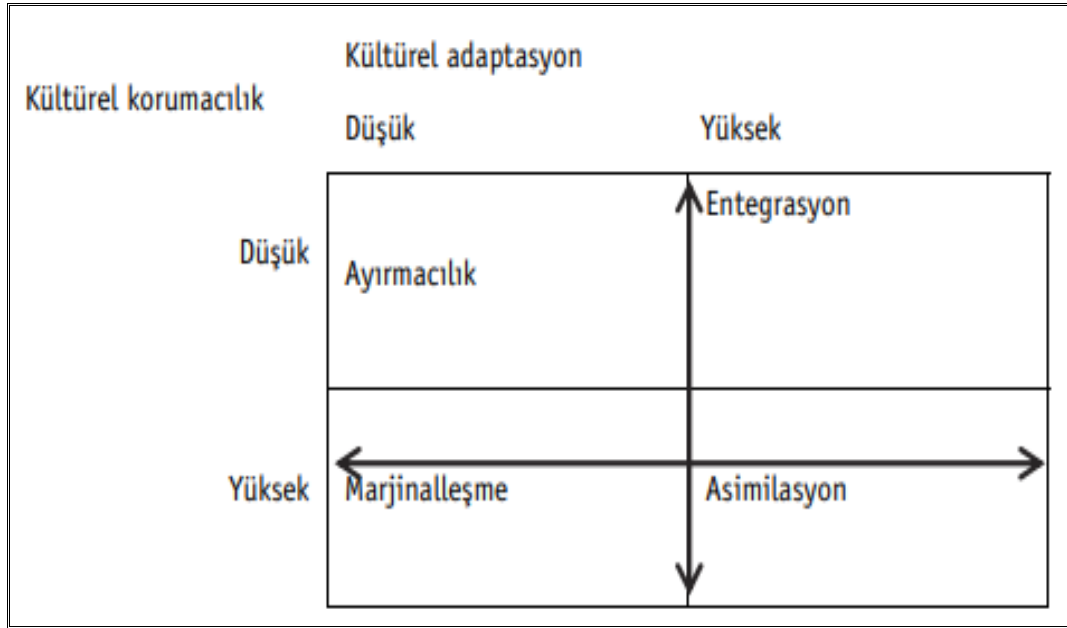 Kültürel adaptasyon
Kültürel korumacılık
Düşük Yüksek
Entegrasyon
Düşük
Ayırmacılık
Yüksek Marjinalleşme Asimilasyon